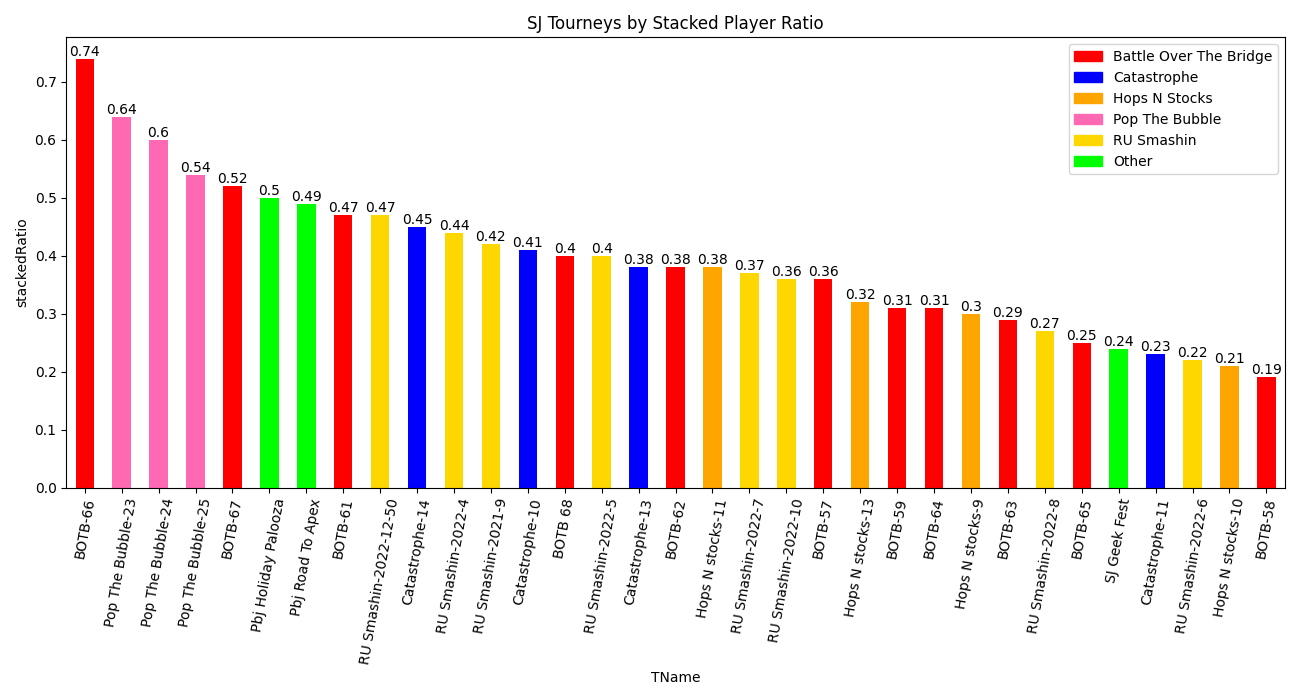 SJ Tourneys by Stacked Player Ratio
0.74
0.64
0.6
0.54
0.52
0.5
0.49
0.47
0.47
0.45
0.44
0.42
0.41
0.4
0.4
0.38
0.38
0.38
0.37
0.36
0.36
0.32
0.31
0.31
0.3
0.29
0.27
0.25
0.24
0.23
0.22
0.21
0.19
Battle Over The Bridge
Catastrophe
Hops N Stocks
Pop The Bubble
RU Smashin
Other
stackedRatio
0.7
0.6
0.5
0.4
0.3
0.2
0.1
0.0
BOTB-66
Pop The Bubble-23
Pop The Bubble-24
Pop The Bubble-25
BOTB-67
Pbj Holiday Palooza
Pbj Road To Apex
BOTB-61
RU Smashin-2022-12-50
Catastrophe-14
RU Smashin-2022-4
RU Smashin-2021-9
Catastrophe-10
BOTB 68
RU Smashin-2022-5
Catastrophe-13
BOTB-62
Hops N stocks-11
RU Smashin-2022-7
RU Smashin-2022-10
BOTB-57
Hops N stocks-13
BOTB-59
BOTB-64
Hops N stocks-9
BOTB-63
RU Smashin-2022-8
BOTB-65
SJ Geek Fest
Catastrophe-11
RU Smashin-2022-6
Hops N stocks-10
BOTB-58
TName